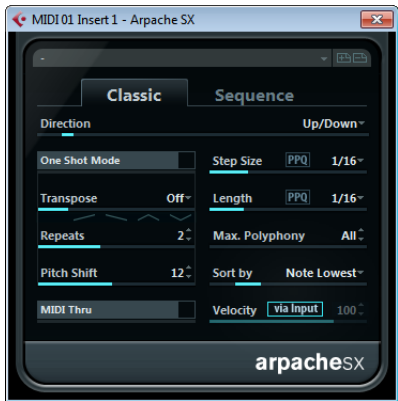 MIDI 01 Insert 1 - Arpache SX
-
Classic Sequence
Direction Up/Down
One Shot Mode Step Size PPQ 1/16
Transpose Off Length PPQ 1/16
Repeats 2 Max. Polyphony All
Pitch Shift 12 Sort by Note Lowest
MIDI Thru Velocity via Input 100
arpacheSX